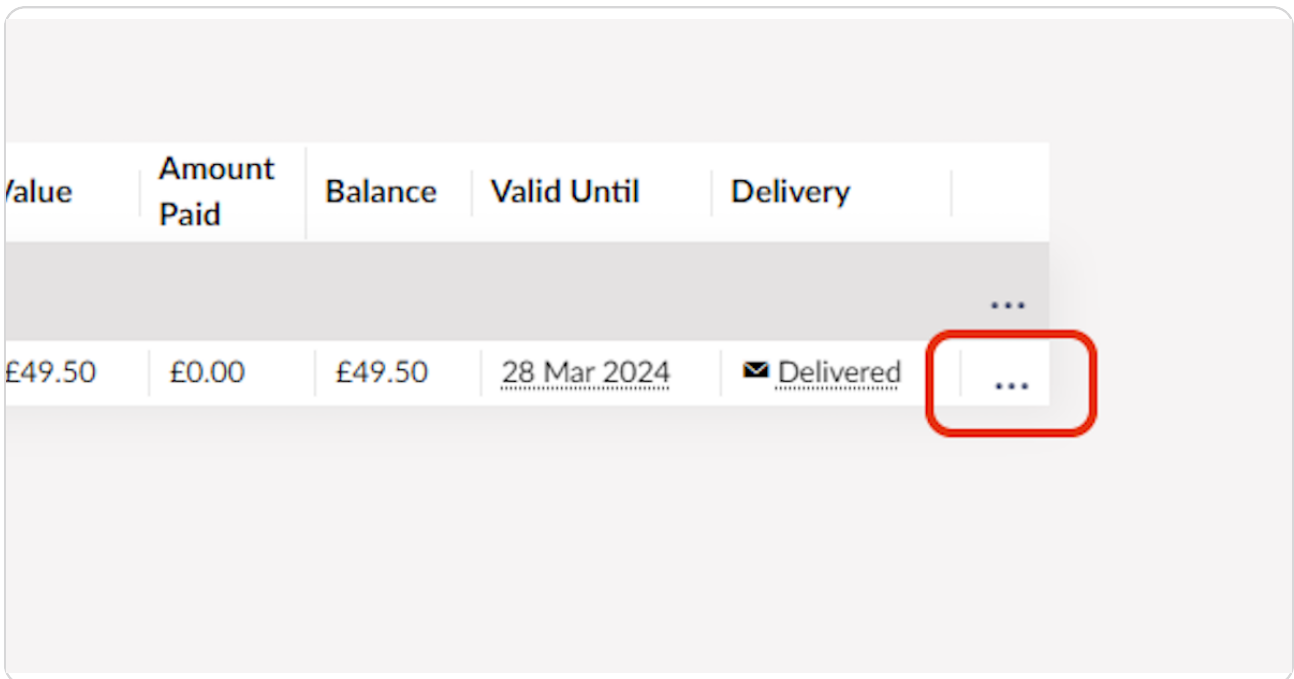 Value Amount Paid Balance Valid Until Delivery
...
£49.50 £0.00 £49.50 28 Mar 2024 Delivered ...